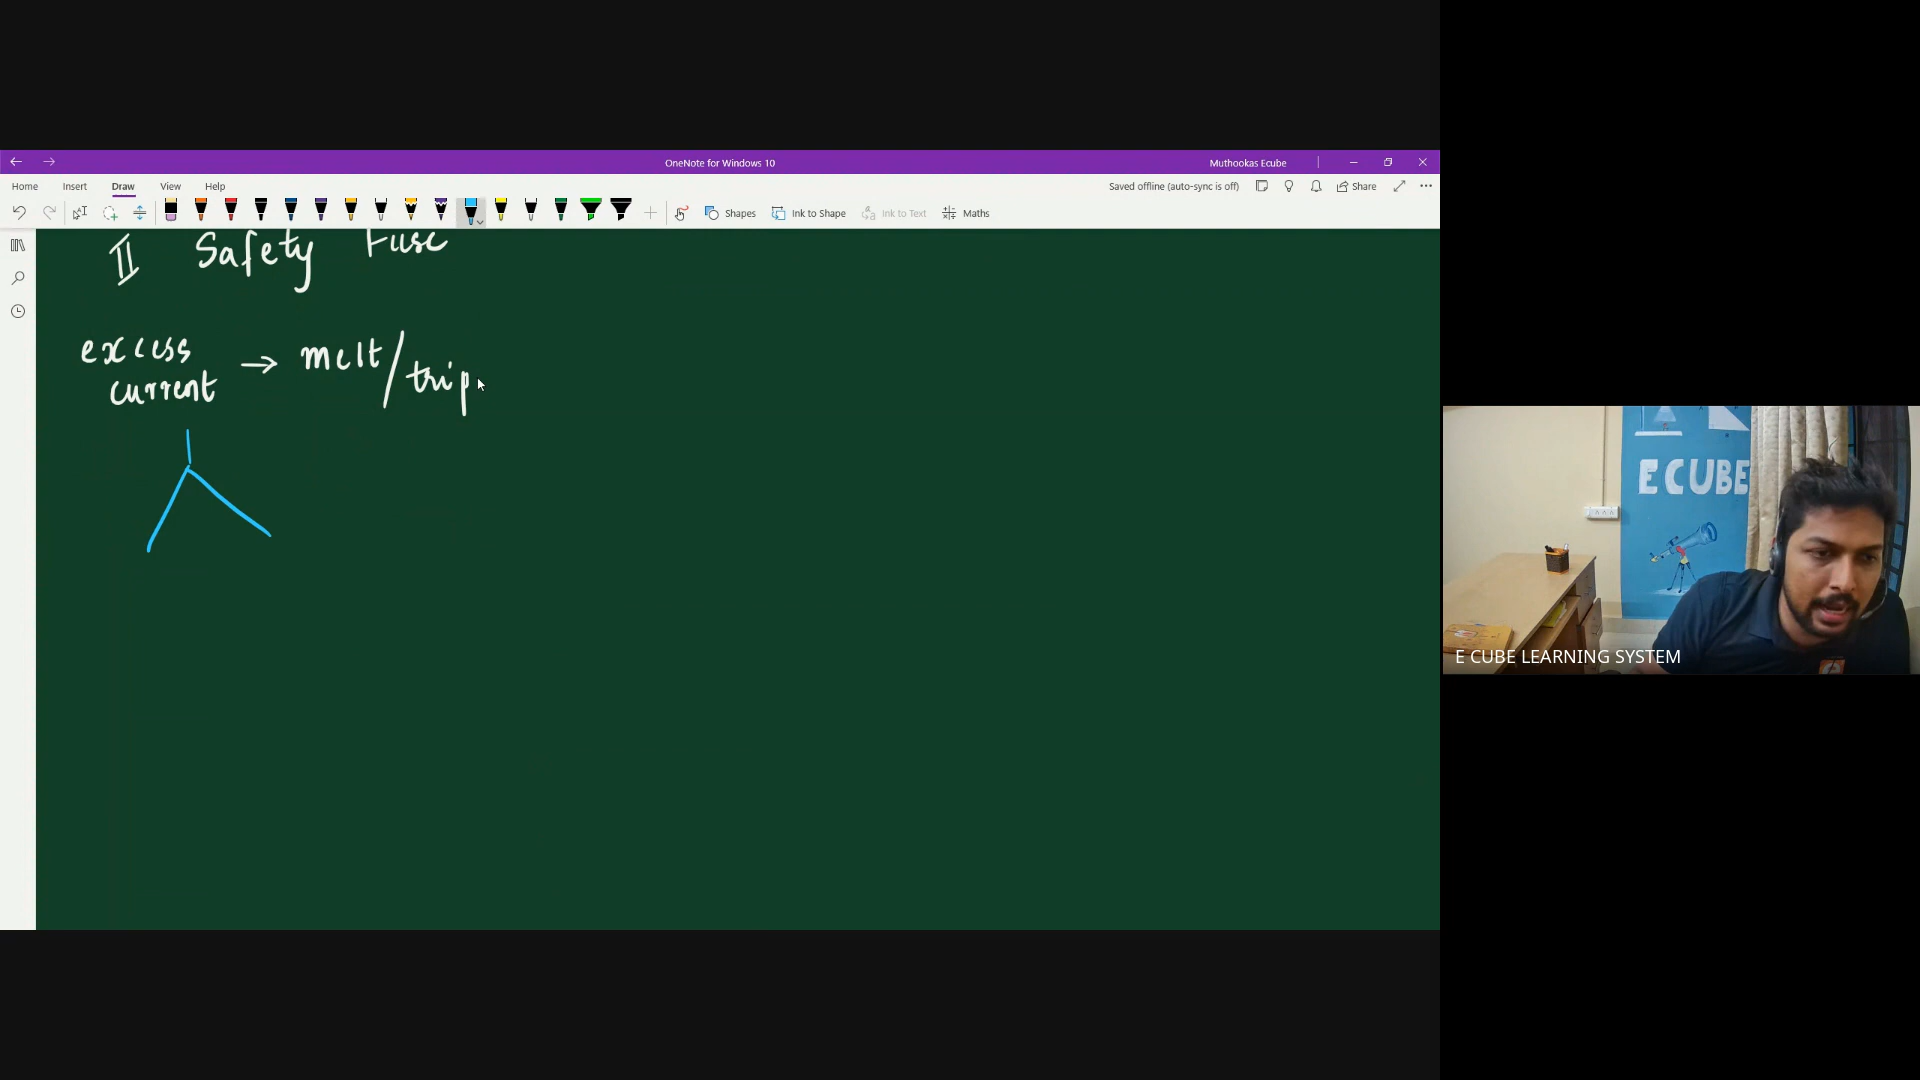 OneNote for Windows 10
Muthookas Ecube
Home Insert Draw View Help
Saved offline (auto-sync is off) Share
Shapes Ink to Shape Ink to Text Maths
II Safety Fuse
excess current → melt/trip
E CUBE
E CUBE LEARNING SYSTEM